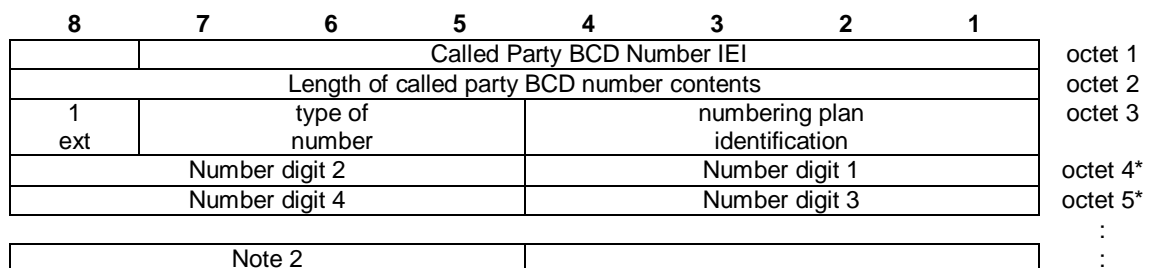 8 7 6 5 4 3 2 1
Called Party BCD Number IEI octet 1
Length of called party BCD number contents octet 2
1 type of numbering plan octet 3
ext number identification
Number digit 2 Number digit 1 octet 4*
Number digit 4 Number digit 3 octet 5*
:
Note 2 :